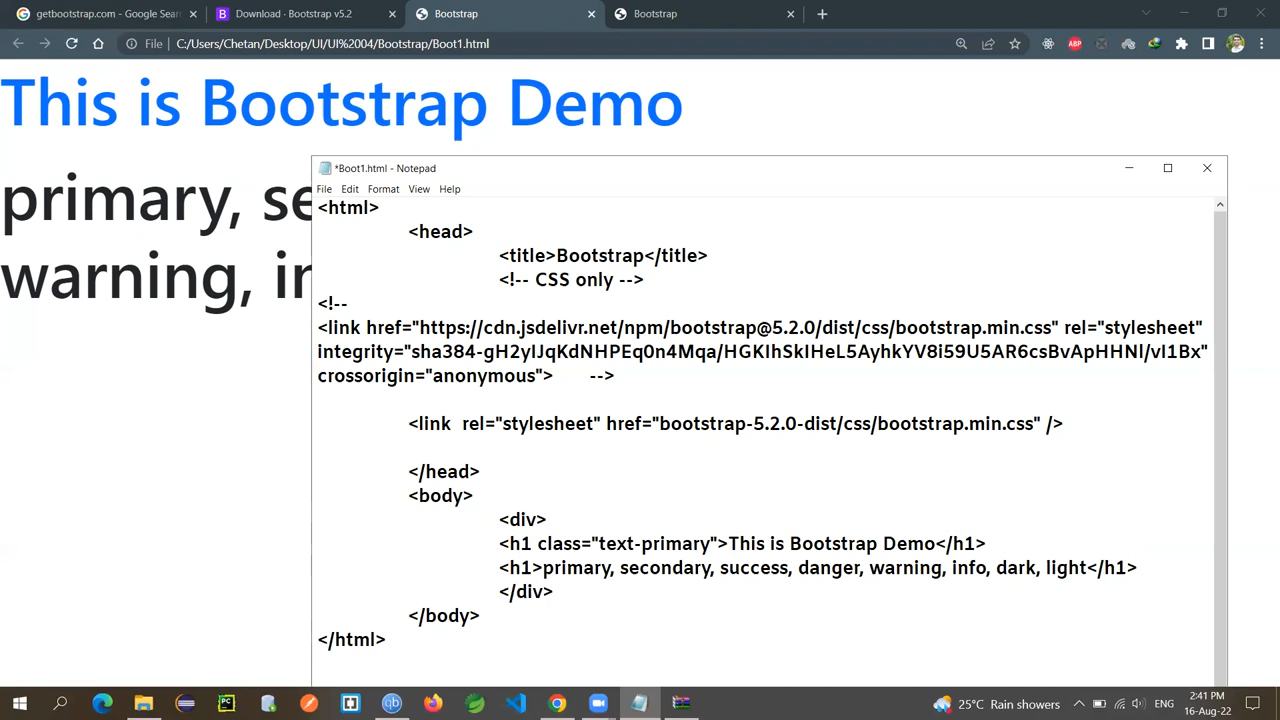 getbootstrap.com - Google Sear
Download · Bootstrap v5.2
Bootstrap
Bootstrap
File
C:/Users/Chetan/Desktop/UI/UI%2004/Bootstrap/Boot1.html
ABP
This is Bootstrap Demo
primary, se
warning, in
*Boot1.html - Notepad
File Edit Format View Help
<html>
<head>
<title>Bootstrap</title>
<!-- CSS only -->
<!--
<link href="https://cdn.jsdelivr.net/npm/bootstrap@5.2.0/dist/css/bootstrap.min.css" rel="stylesheet"
integrity="sha384-gH2yIJqKdNHPEq0n4Mqa/HGKIhSkIHeL5AyhkYV8i59U5AR6csBvApHHNl/vI1Bx"
crossorigin="anonymous"> -->
<link rel="stylesheet" href="bootstrap-5.2.0-dist/css/bootstrap.min.css" />
</head>
<body>
<div>
<h1 class="text-primary">This is Bootstrap Demo</h1>
<h1>primary, secondary, success, danger, warning, info, dark, light</h1>
</div>
</body>
</html>
PC
qb
25°C Rain showers
ENG
2:41 PM
16-Aug-22